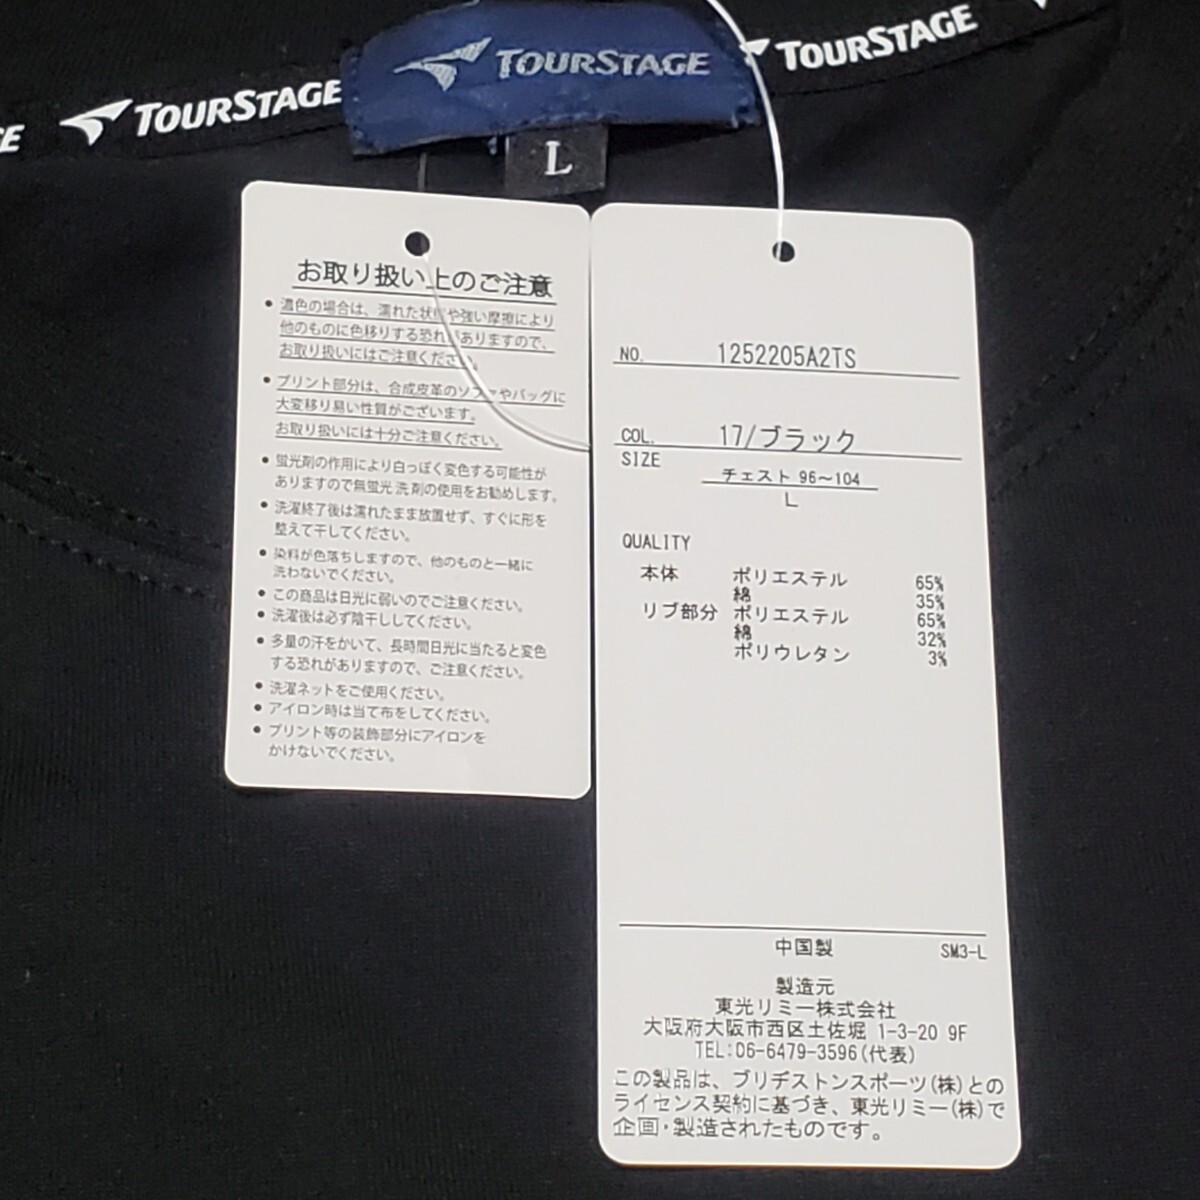 TOURSTAGE
TOURSTAGE
TOURSTAGE
L
お取り扱い上のご注意
• 濃色の場合は、濡れた状態や強い摩擦により
他のものに色移りする恐れがありますので、
お取り扱いにはご注意ください。
• プリント部分は、合成皮革のソファやバッグに
大変移り易い性質がございます。
お取り扱いには十分ご注意ください。
• 蛍光剤の作用により白っぽく変色する可能性が
ありますので無蛍光洗剤の使用をお勧めします。
• 洗濯終了後は濡れたまま放置せず、すぐに形を
整えて干してください。
• 染料が色落ちしますので、他のものと一緒に
洗わないでください。
• この商品は日光に弱いのでご注意ください。
• 洗濯後は必ず陰干ししてください。
• 多量の汗をかいて、長時間日光に当たると変色
する恐れがありますので、ご注意ください。
• 洗濯ネットをご使用ください。
• アイロン時は当て布をしてください。
• プリント等の装飾部分にアイロンを
かけないでください。
NO. 1252205A2TS
COL. 17/ブラック
SIZE
チェスト 96〜104
L
QUALITY
本体 ポリエステル 65%
綿 35%
リブ部分 ポリエステル 65%
綿 32%
ポリウレタン 3%
中国製 SM3-L
製造元
東光リミー株式会社
大阪府大阪市西区土佐堀 1-3-20 9F
TEL:06-6479-3596(代表)
この製品は、ブリヂストンスポーツ(株)との
ライセンス契約に基づき、東光リミー(株)で
企画・製造されたものです。